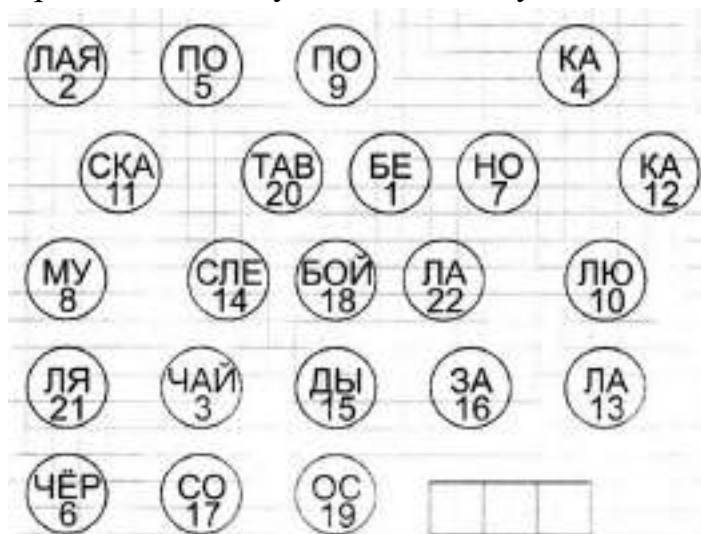 ЛАЯ 2 ПО 5 ПО 9 КА 4
СКА 11 ТАВ 20 БЕ 1 НО 7 КА 12
МУ 8 СЛЕ 14 БОЙ 18 ЛА 22 ЛЮ 10
ЛЯ 21 ЧАЙ 3 ДЫ 15 ЗА 16 ЛА 13
ЧЁР 6 СО 17 ОС 19